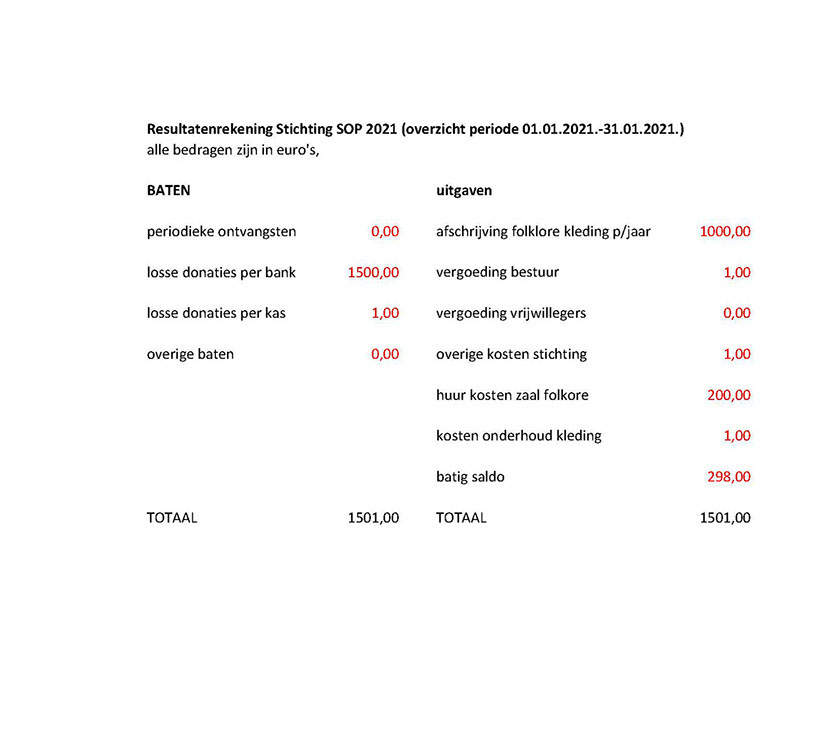 Resultatenrekening Stichting SOP 2021 (overzicht periode 01.01.2021.-31.01.2021.)
alle bedragen zijn in euro's,
BATEN uitgaven
periodieke ontvangsten 0,00 afschrijving folklore kleding p/jaar 1000,00
losse donaties per bank 1500,00 vergoeding bestuur 1,00
losse donaties per kas 1,00 vergoeding vrijwillegers 0,00
overige baten 0,00 overige kosten stichting 1,00
huur kosten zaal folkore 200,00
kosten onderhoud kleding 1,00
batig saldo 298,00
TOTAAL 1501,00 TOTAAL 1501,00